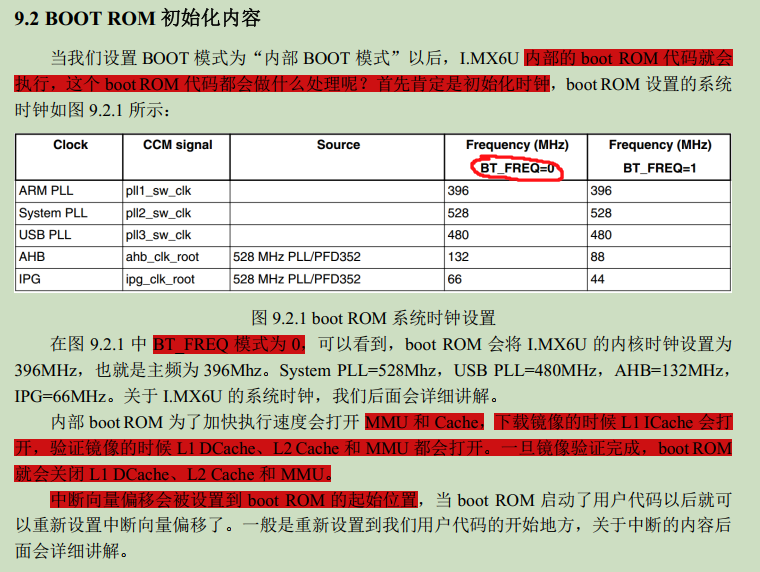 9.2 BOOT ROM 初始化内容
当我们设置 BOOT 模式为“内部 BOOT 模式”以后，I.MX6U 内部的 boot ROM 代码就会
执行，这个 boot ROM 代码都会做什么处理呢？首先肯定是初始化时钟，boot ROM 设置的系统
时钟如图 9.2.1 所示：
Clock CCM signal Source Frequency (MHz) Frequency (MHz)
BT_FREQ=0 BT_FREQ=1
ARM PLL pll1_sw_clk 396 396
System PLL pll2_sw_clk 528 528
USB PLL pll3_sw_clk 480 480
AHB ahb_clk_root 528 MHz PLL/PFD352 132 88
IPG ipg_clk_root 528 MHz PLL/PFD352 66 44
图 9.2.1 boot ROM 系统时钟设置
在图 9.2.1 中 BT_FREQ 模式为 0，可以看到，boot ROM 会将 I.MX6U 的内核时钟设置为
396MHz，也就是主频为 396Mhz。System PLL=528Mhz，USB PLL=480MHz，AHB=132MHz，
IPG=66MHz。关于 I.MX6U 的系统时钟，我们后面会详细讲解。
内部 boot ROM 为了加快执行速度会打开 MMU 和 Cache，下载镜像的时候 L1 ICache 会打
开，验证镜像的时候 L1 DCache、L2 Cache 和 MMU 都会打开。一旦镜像验证完成，boot ROM
就会关闭 L1 DCache、L2 Cache 和 MMU。
中断向量偏移会被设置到 boot ROM 的起始位置，当 boot ROM 启动了用户代码以后就可
以重新设置中断向量偏移了。一般是重新设置到我们用户代码的开始地方，关于中断的内容后
面会详细讲解。